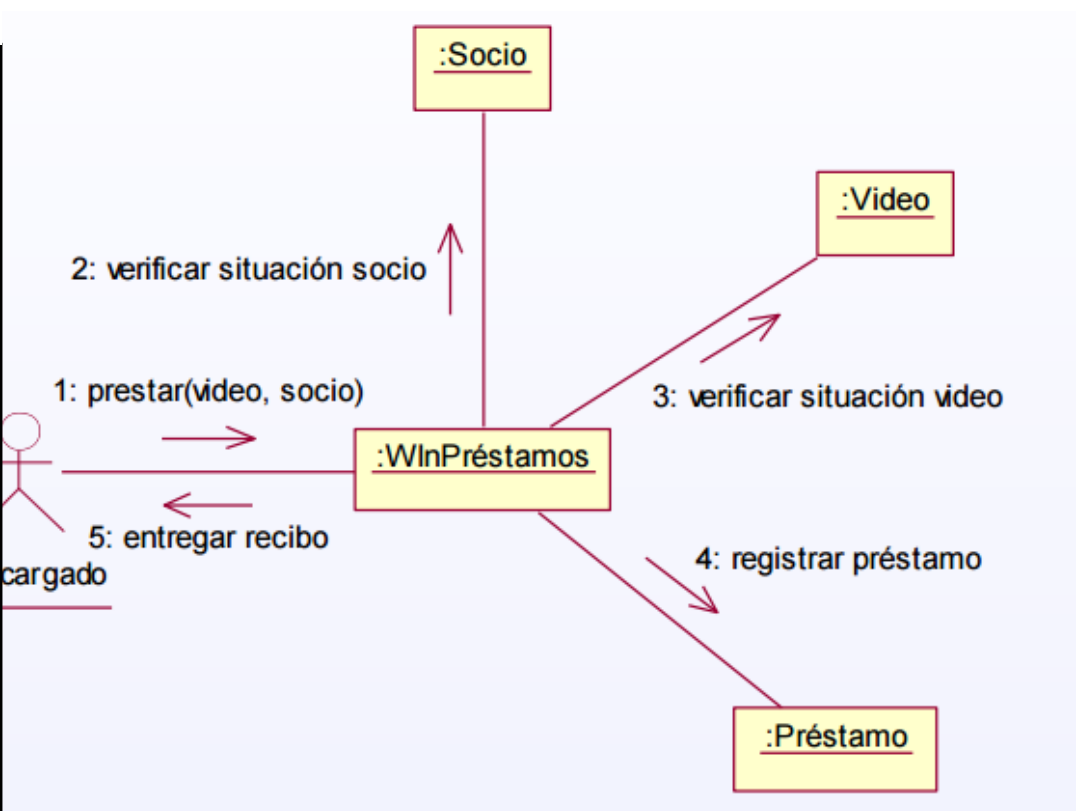 :Socio
:Video
2: verificar situación socio
1: prestar(video, socio)
3: verificar situación video
:WInPréstamos
5: entregar recibo
4: registrar préstamo
cargado
:Préstamo